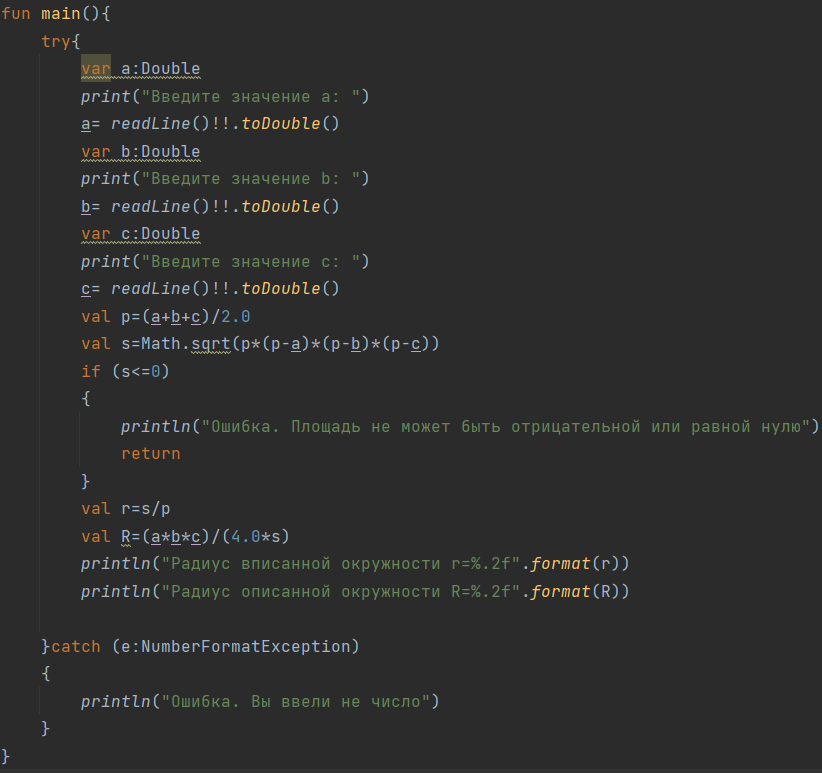 fun main(){
try{
var a:Double
print("Введите значение a: ")
a= readLine()!!.toDouble()
var b:Double
print("Введите значение b: ")
b= readLine()!!.toDouble()
var c:Double
print("Введите значение c: ")
c= readLine()!!.toDouble()
val p=(a+b+c)/2.0
val s=Math.sqrt(p*(p-a)*(p-b)*(p-c))
if (s<=0)
{
println("Ошибка. Площадь не может быть отрицательной или равной нулю")
return
}
val r=s/p
val R=(a*b*c)/(4.0*s)
println("Радиус вписанной окружности r=%.2f".format(r))
println("Радиус описанной окружности R=%.2f".format(R))
}catch (e:NumberFormatException)
{
println("Ошибка. Вы ввели не число")
}
}